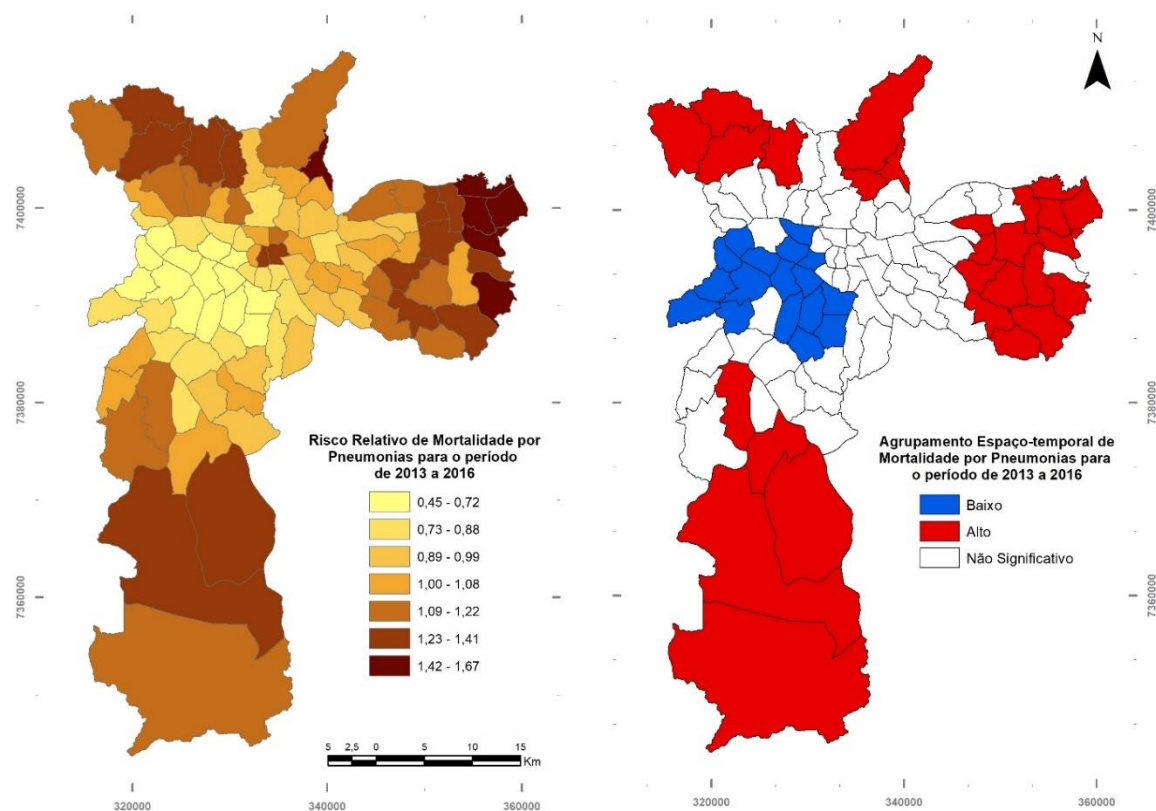 N
7400000
7380000
7360000
Risco Relativo de Mortalidade por
Pneumonias para o período
de 2013 a 2016
0,45 - 0,72
0,73 - 0,88
0,89 - 0,99
1,00 - 1,08
1,09 - 1,22
1,23 - 1,41
1,42 - 1,67
5 2,5 0 5 10 15
Km
320000 340000 360000
7400000
7380000
7360000
Agrupamento Espaço-temporal de
Mortalidade por Pneumonias para
o período de 2013 a 2016
Baixo
Alto
Não Significativo
320000 340000 360000